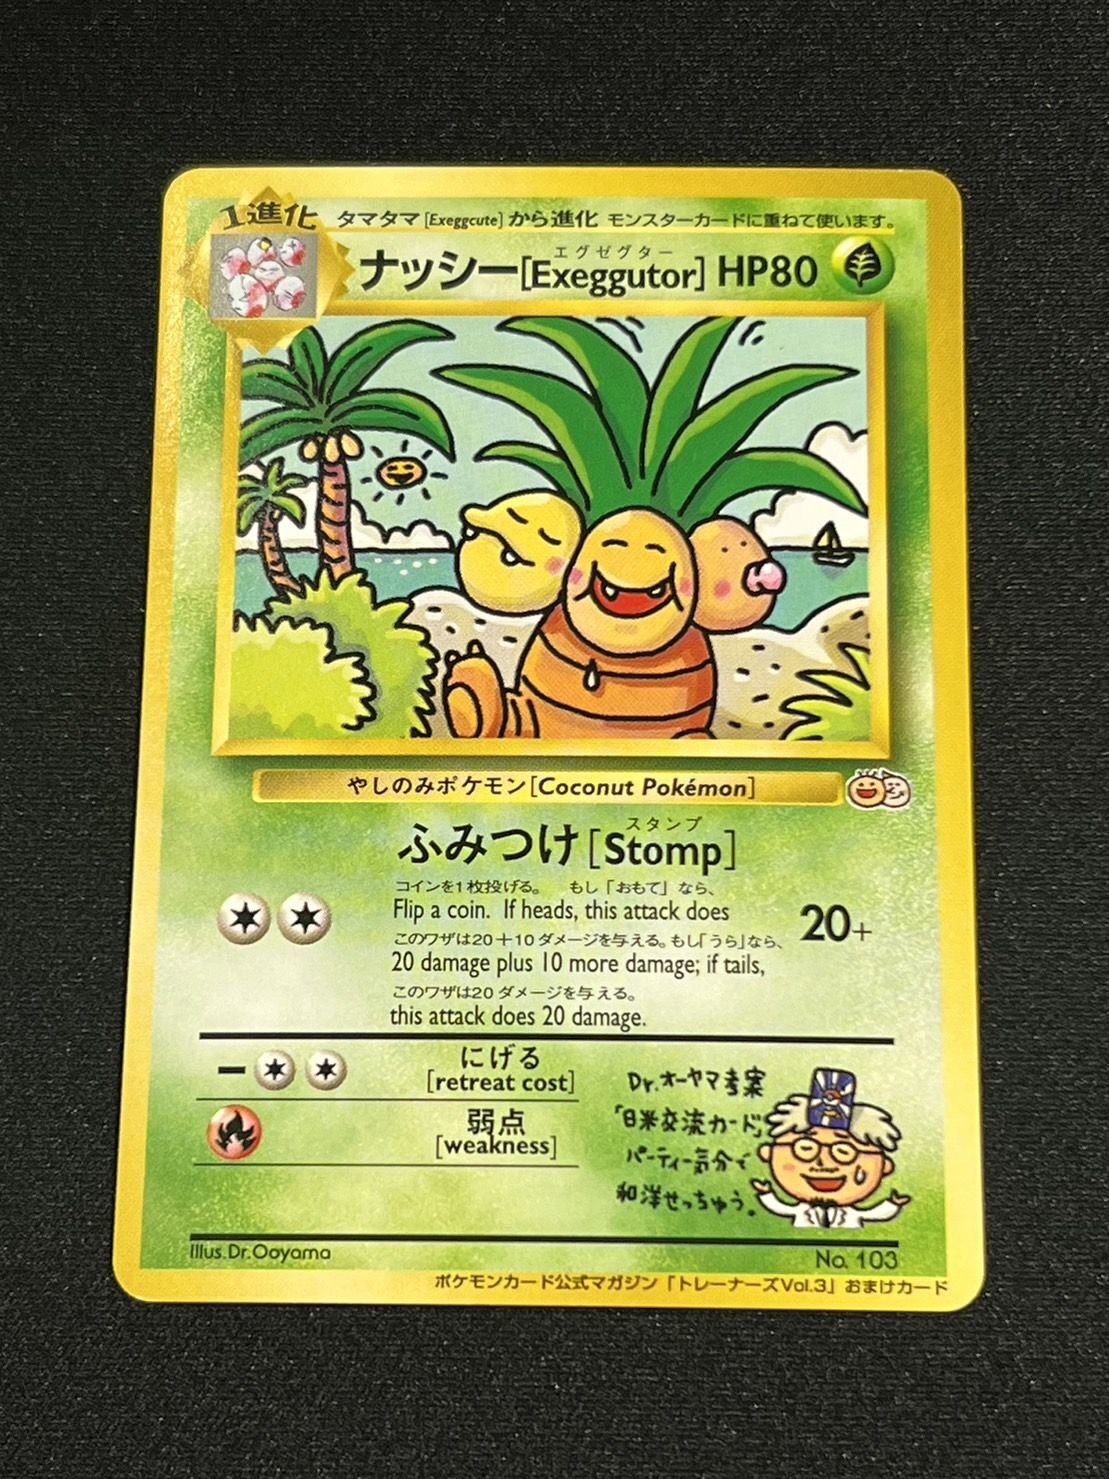 1進化
タマタマ[Exeggcute]から進化 モンスターカードに重ねて使います。
エグゼグター
ナッシー[Exeggutor] HP80
やしのみポケモン[Coconut Pokémon]
スタンプ
ふみつけ[Stomp]
コインを1枚投げる。 もし「おもて」なら、
Flip a coin. If heads, this attack does
このワザは20+10ダメージを与える。もし「うら」なら、
20 damage plus 10 more damage; if tails,
このワザは20ダメージを与える。
this attack does 20 damage.
20+
にげる
[retreat cost]
弱点
[weakness]
Dr.オーヤマ考案
「日米交流カード」
パーティー気分で
和洋せっちゅう。
Illus. Dr. Ooyama
No. 103
ポケモンカード公式マガジン「トレーナーズVol.3」おまけカード